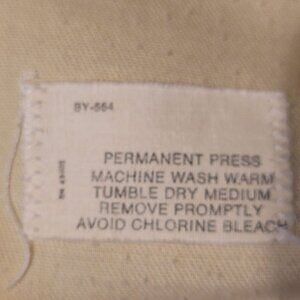 BY-564
PERMANENT PRESS
MACHINE WASH WARM
TUMBLE DRY MEDIUM
REMOVE PROMPTLY
AVOID CHLORINE BLEACH